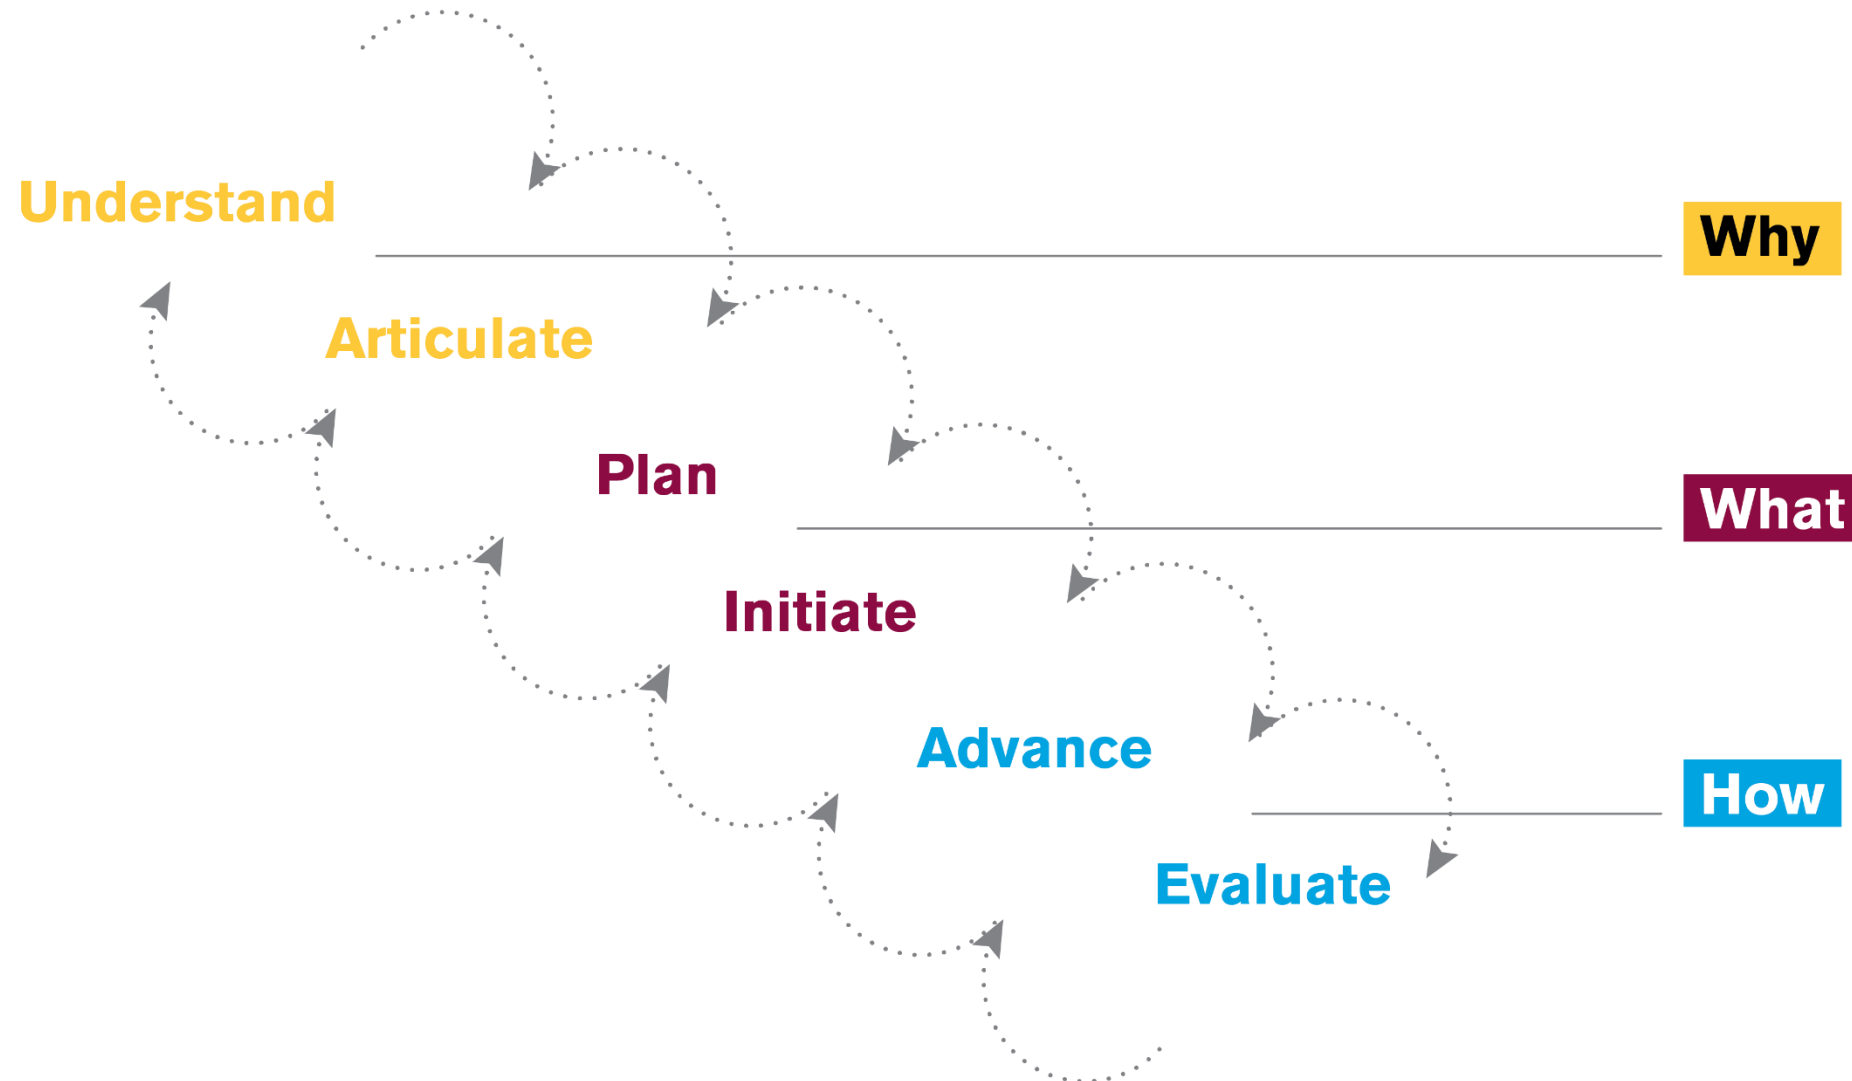 Understand
Why
Articulate
Plan
What
Initiate
Advance
How
Evaluate